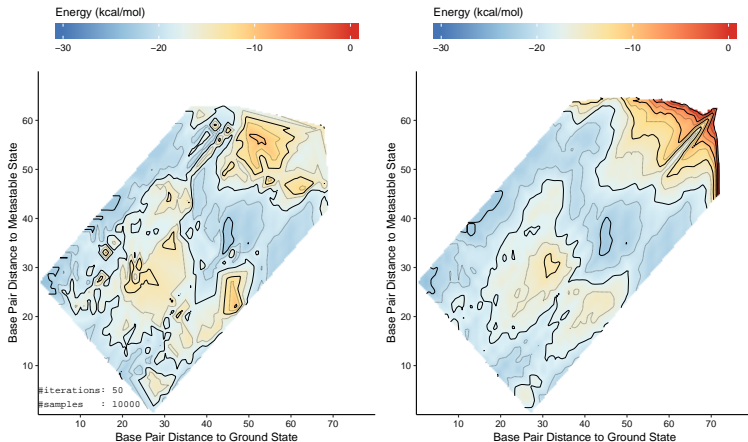 Energy (kcal/mol)
−30 −20 −10 0
Base Pair Distance to Metastable State
60
50
40
30
20
10
#iterations: 50
#samples   : 10000
10 20 30 40 50 60 70
Base Pair Distance to Ground State
Energy (kcal/mol)
−30 −20 −10 0
Base Pair Distance to Metastable State
60
50
40
30
20
10
10 20 30 40 50 60 70
Base Pair Distance to Ground State